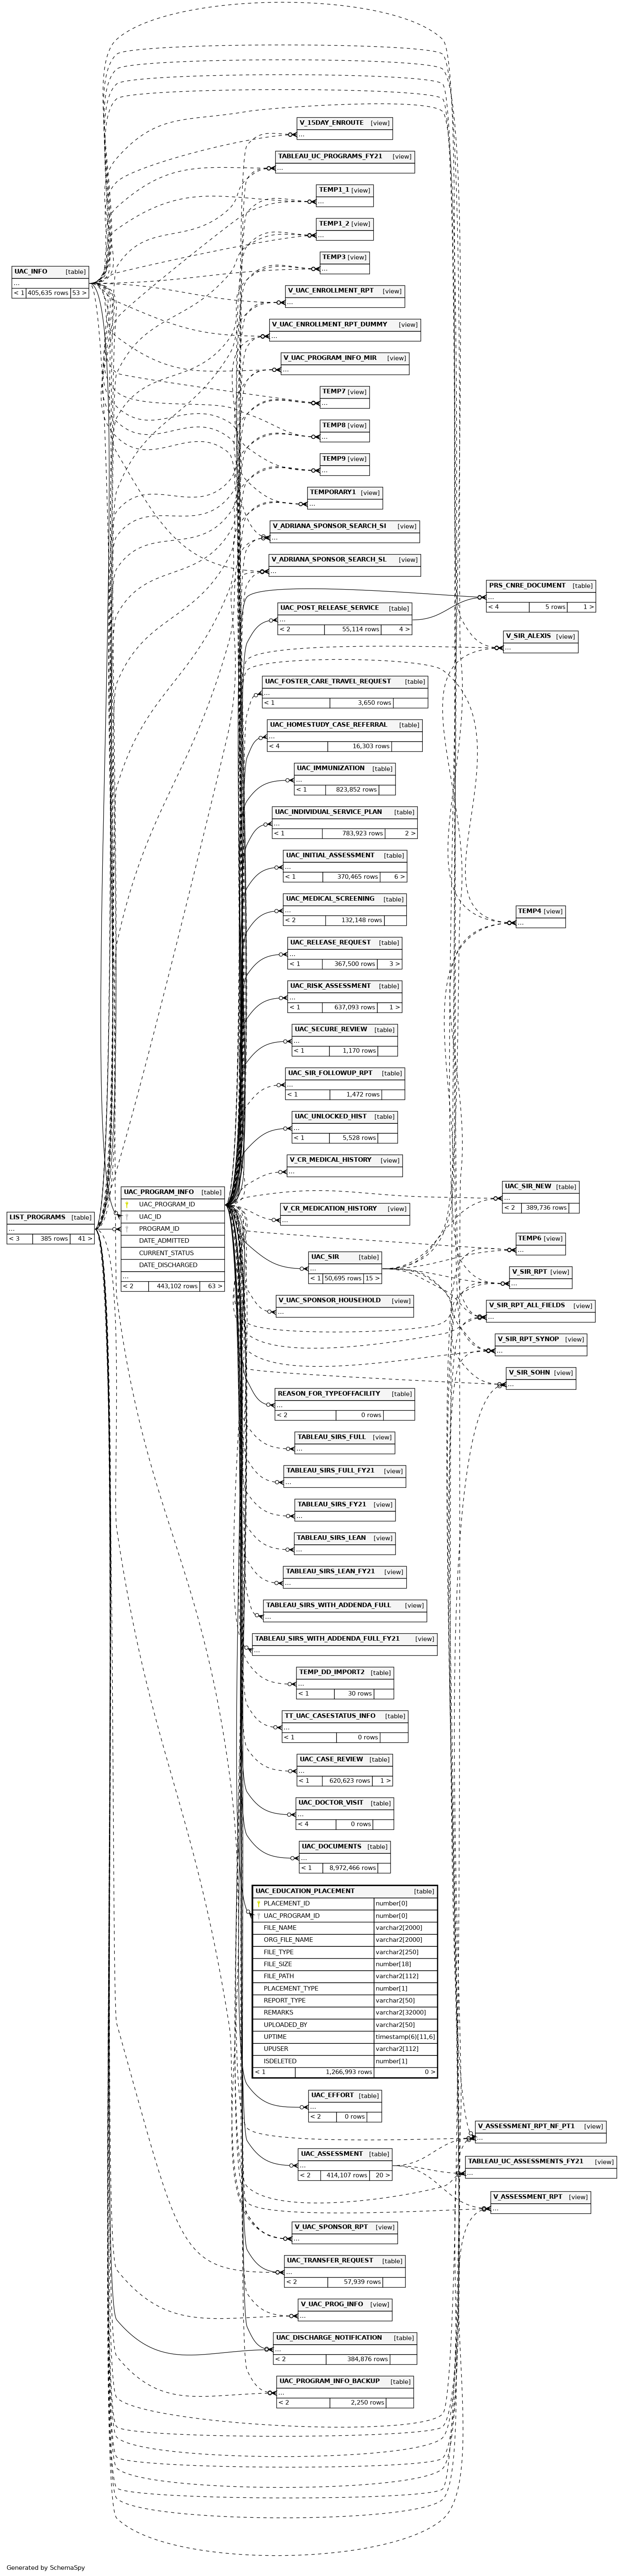 V_15DAY_ENROUTE [view]
...
TABLEAU_UC_PROGRAMS_FY21 [view]
...
TEMP1_1 [view]
...
TEMP1_2 [view]
...
TEMP3 [view]
...
UAC_INFO [table]
...
< 1 405,635 rows 53 >
V_UAC_ENROLLMENT_RPT [view]
...
V_UAC_ENROLLMENT_RPT_DUMMY [view]
...
V_UAC_PROGRAM_INFO_MIR [view]
...
TEMP7 [view]
...
TEMP8 [view]
...
TEMP9 [view]
...
TEMPORARY1 [view]
...
V_ADRIANA_SPONSOR_SEARCH_SI [view]
...
V_ADRIANA_SPONSOR_SEARCH_SL [view]
...
PRS_CNRE_DOCUMENT [table]
...
< 4 5 rows 1 >
UAC_POST_RELEASE_SERVICE [table]
...
< 2 55,114 rows 4 >
V_SIR_ALEXIS [view]
...
UAC_FOSTER_CARE_TRAVEL_REQUEST [table]
...
< 1 3,650 rows
UAC_HOMESTUDY_CASE_REFERRAL [table]
...
< 4 16,303 rows
UAC_IMMUNIZATION [table]
...
< 1 823,852 rows
UAC_INDIVIDUAL_SERVICE_PLAN [table]
...
< 1 783,923 rows 2 >
UAC_INITIAL_ASSESSMENT [table]
...
< 1 370,465 rows 6 >
UAC_MEDICAL_SCREENING [table]
...
< 2 132,148 rows
TEMP4 [view]
...
UAC_RELEASE_REQUEST [table]
...
< 1 367,500 rows 3 >
UAC_RISK_ASSESSMENT [table]
...
< 1 637,093 rows 1 >
UAC_SECURE_REVIEW [table]
...
< 1 1,170 rows
UAC_SIR_FOLLOWUP_RPT [table]
...
< 1 1,472 rows
UAC_UNLOCKED_HIST [table]
...
< 1 5,528 rows
V_CR_MEDICAL_HISTORY [view]
...
UAC_PROGRAM_INFO [table]
UAC_PROGRAM_ID
UAC_ID
PROGRAM_ID
DATE_ADMITTED
CURRENT_STATUS
DATE_DISCHARGED
...
< 2 443,102 rows 63 >
LIST_PROGRAMS [table]
...
< 3 385 rows 41 >
UAC_SIR_NEW [table]
...
< 2 389,736 rows
V_CR_MEDICATION_HISTORY [view]
...
TEMP6 [view]
...
UAC_SIR [table]
...
< 1 50,695 rows 15 >
V_SIR_RPT [view]
...
V_UAC_SPONSOR_HOUSEHOLD [view]
...
V_SIR_RPT_ALL_FIELDS [view]
...
V_SIR_RPT_SYNOP [view]
...
V_SIR_SOHN [view]
...
REASON_FOR_TYPEOFFACILITY [table]
...
< 2 0 rows
TABLEAU_SIRS_FULL [view]
...
TABLEAU_SIRS_FULL_FY21 [view]
...
TABLEAU_SIRS_FY21 [view]
...
TABLEAU_SIRS_LEAN [view]
...
TABLEAU_SIRS_LEAN_FY21 [view]
...
TABLEAU_SIRS_WITH_ADDENDA_FULL [view]
...
TABLEAU_SIRS_WITH_ADDENDA_FULL_FY21 [view]
...
TEMP_DD_IMPORT2 [table]
...
< 1 30 rows
TT_UAC_CASESTATUS_INFO [table]
...
< 1 0 rows
UAC_CASE_REVIEW [table]
...
< 1 620,623 rows 1 >
UAC_DOCTOR_VISIT [table]
...
< 4 0 rows
UAC_DOCUMENTS [table]
...
< 1 8,972,466 rows
UAC_EDUCATION_PLACEMENT [table]
PLACEMENT_ID number[0]
UAC_PROGRAM_ID number[0]
FILE_NAME varchar2[2000]
ORG_FILE_NAME varchar2[2000]
FILE_TYPE varchar2[250]
FILE_SIZE number[18]
FILE_PATH varchar2[112]
PLACEMENT_TYPE number[1]
REPORT_TYPE varchar2[50]
REMARKS varchar2[32000]
UPLOADED_BY varchar2[50]
UPTIME timestamp(6)[11,6]
UPUSER varchar2[112]
ISDELETED number[1]
< 1 1,266,993 rows 0 >
UAC_EFFORT [table]
...
< 2 0 rows
V_ASSESSMENT_RPT_NF_PT1 [view]
...
UAC_ASSESSMENT [table]
...
< 2 414,107 rows 20 >
TABLEAU_UC_ASSESSMENTS_FY21 [view]
...
V_ASSESSMENT_RPT [view]
...
V_UAC_SPONSOR_RPT [view]
...
UAC_TRANSFER_REQUEST [table]
...
< 2 57,939 rows
V_UAC_PROG_INFO [view]
...
UAC_DISCHARGE_NOTIFICATION [table]
...
< 2 384,876 rows
UAC_PROGRAM_INFO_BACKUP [table]
...
< 2 2,250 rows
Generated by SchemaSpy